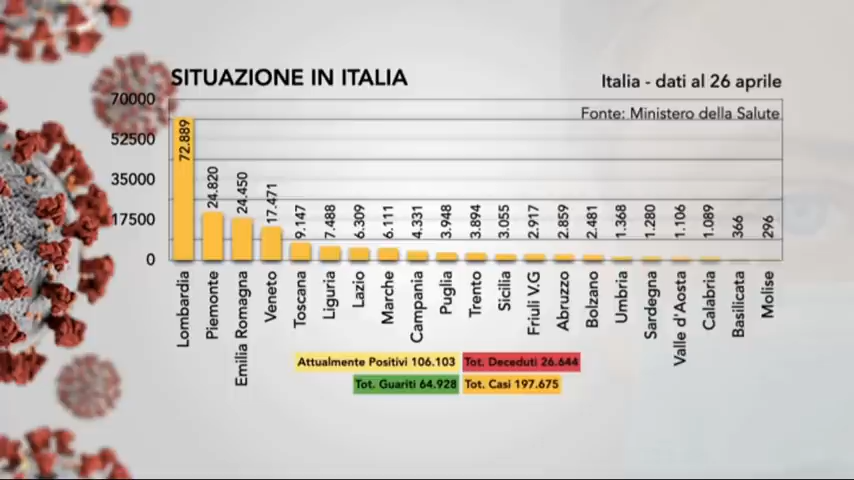 SITUAZIONE IN ITALIA
Italia - dati al 26 aprile
Fonte: Ministero della Salute
70000
52500
35000
17500
0
72.889
24.820
24.450
17.471
9.147
7.488
6.309
6.111
4.331
3.948
3.894
3.055
2.917
2.859
2.481
1.368
1.280
1.106
1.089
366
296
Lombardia
Piemonte
Emilia Romagna
Veneto
Toscana
Liguria
Lazio
Marche
Campania
Puglia
Trento
Sicilia
Friuli V.G
Abruzzo
Bolzano
Umbria
Sardegna
Valle d'Aosta
Calabria
Basilicata
Molise
Attualmente Positivi 106.103
Tot. Deceduti 26.644
Tot. Guariti 64.928
Tot. Casi 197.675